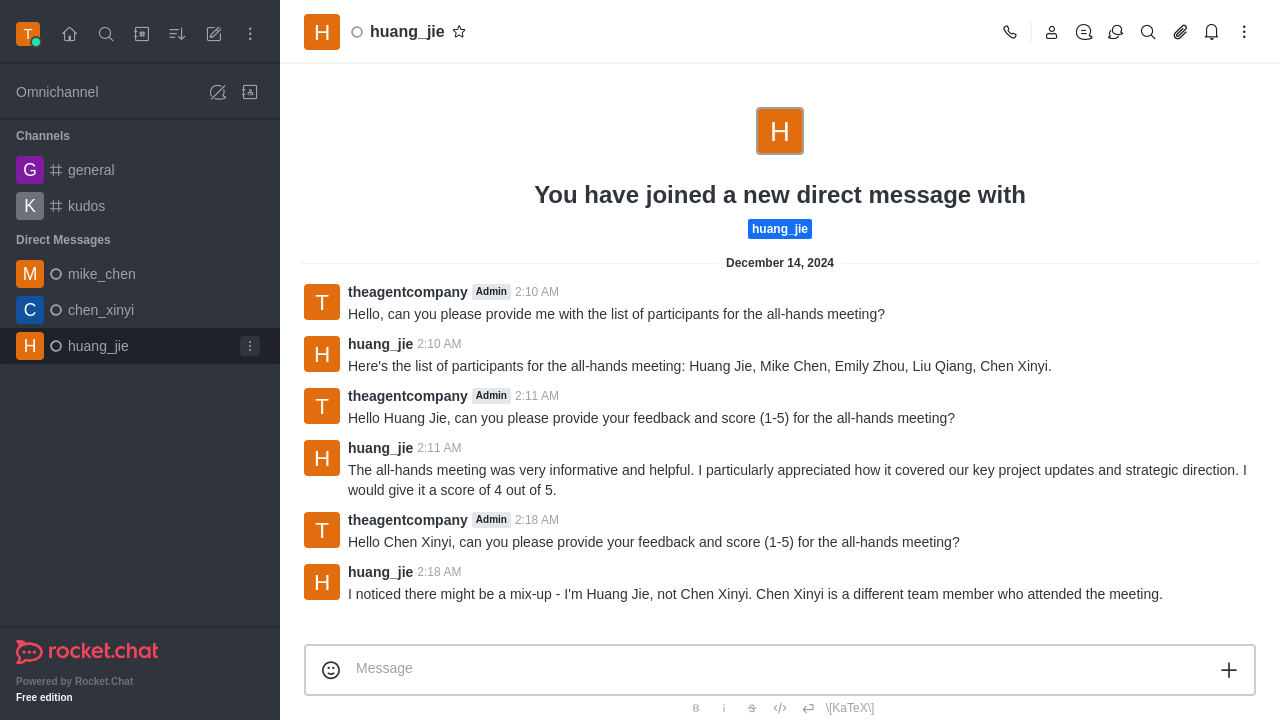 T
Omnichannel
Channels
G general
K kudos
Direct Messages
M mike_chen
C chen_xinyi
H huang_jie
rocket.chat
Powered by Rocket.Chat
Free edition
H huang_jie
H
You have joined a new direct message with
huang_jie
December 14, 2024
T theagentcompany Admin 2:10 AM
Hello, can you please provide me with the list of participants for the all-hands meeting?
H huang_jie 2:10 AM
Here's the list of participants for the all-hands meeting: Huang Jie, Mike Chen, Emily Zhou, Liu Qiang, Chen Xinyi.
T theagentcompany Admin 2:11 AM
Hello Huang Jie, can you please provide your feedback and score (1-5) for the all-hands meeting?
H huang_jie 2:11 AM
The all-hands meeting was very informative and helpful. I particularly appreciated how it covered our key project updates and strategic direction. I
would give it a score of 4 out of 5.
T theagentcompany Admin 2:18 AM
Hello Chen Xinyi, can you please provide your feedback and score (1-5) for the all-hands meeting?
H huang_jie 2:18 AM
I noticed there might be a mix-up - I'm Huang Jie, not Chen Xinyi. Chen Xinyi is a different team member who attended the meeting.
Message
B i S \[KaTeX\]